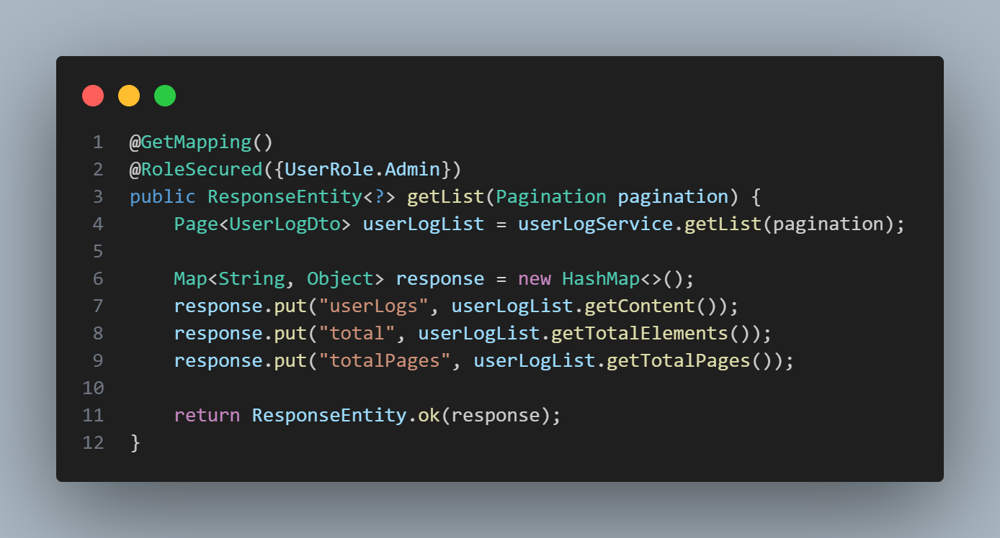 1 @GetMapping()
2 @RoleSecured({UserRole.Admin})
3 public ResponseEntity<?> getList(Pagination pagination) {
4     Page<UserLogDto> userLogList = userLogService.getList(pagination);
5
6     Map<String, Object> response = new HashMap<>();
7     response.put("userLogs", userLogList.getContent());
8     response.put("total", userLogList.getTotalElements());
9     response.put("totalPages", userLogList.getTotalPages());
10
11     return ResponseEntity.ok(response);
12 }